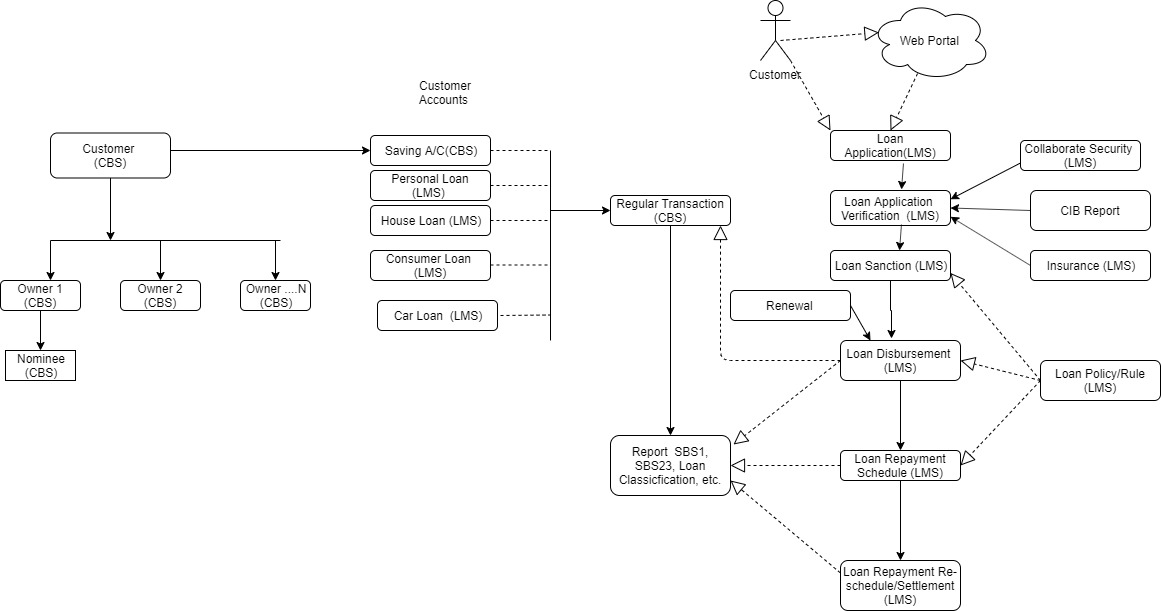 Customer
Web Portal
Customer
Accounts
Customer
(CBS)
Saving A/C(CBS)
Personal Loan
(LMS)
House Loan (LMS)
Consumer Loan
(LMS)
Car Loan  (LMS)
Owner 1
(CBS)
Owner 2
(CBS)
Owner ....N
(CBS)
Nominee
(CBS)
Regular Transaction
(CBS)
Report  SBS1,
SBS23, Loan
Classicfication, etc.
Loan
Application(LMS)
Loan Application
Verification  (LMS)
Collaborate Security
(LMS)
CIB Report
Insurance (LMS)
Loan Sanction (LMS)
Renewal
Loan Disbursement
(LMS)
Loan Policy/Rule
(LMS)
Loan Repayment
Schedule (LMS)
Loan Repayment Re-
schedule/Settlement
(LMS)